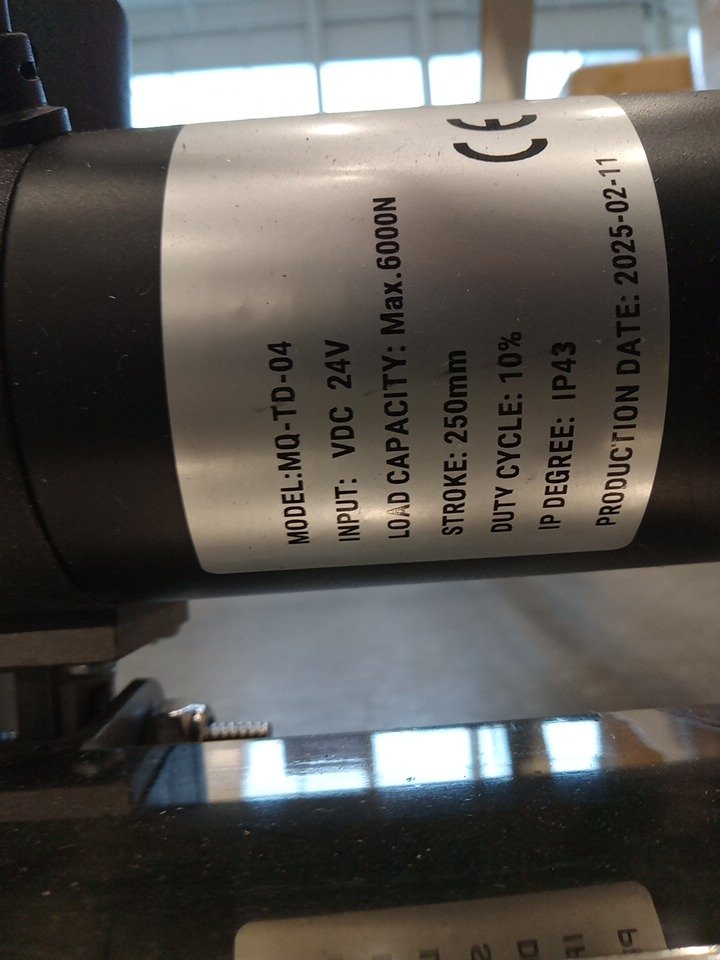 MODEL:MQ-TD-04
INPUT: VDC 24V
LOAD CAPACITY: Max.6000N
STROKE: 250mm
DUTY CYCLE: 10%
IP DEGREE: IP43
PRODUCTION DATE: 2025-02-11
CE